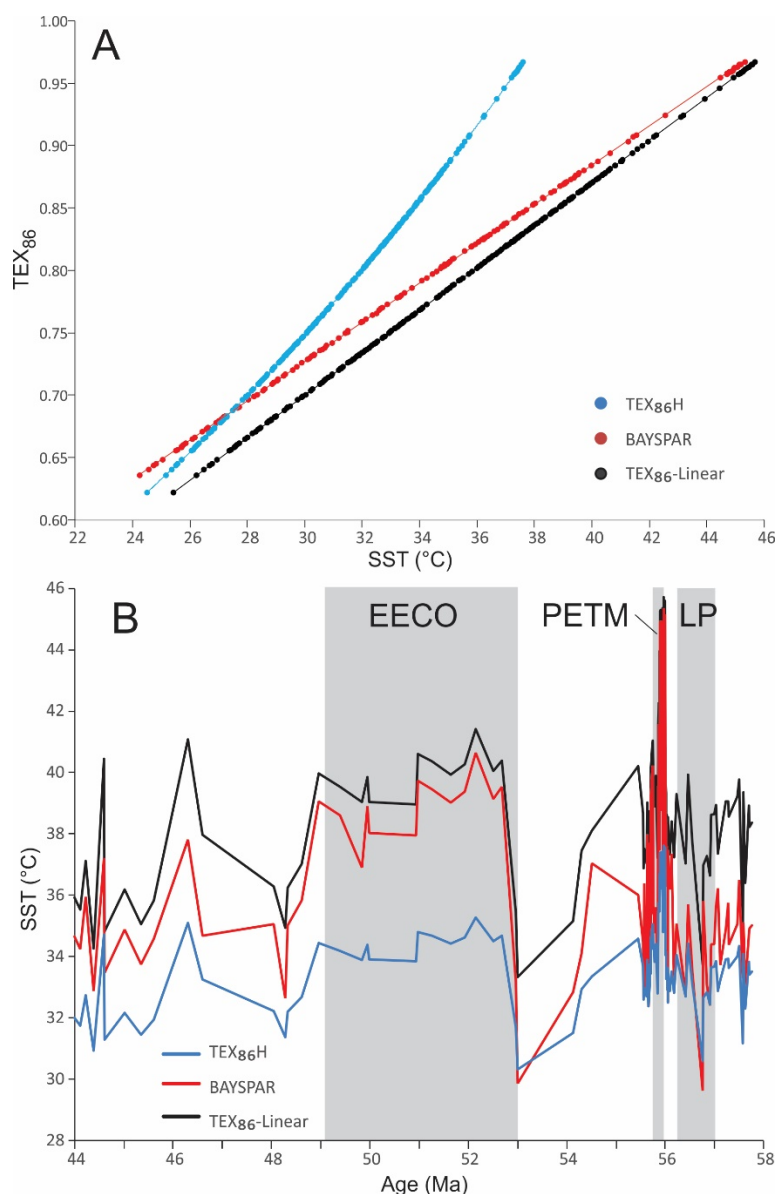 A
TEX86
1.00
0.95
0.90
0.85
0.80
0.75
0.70
0.65
0.60
22 24 26 28 30 32 34 36 38 40 42 44 46
SST (°C)
TEX86H
BAYSPAR
TEX86-Linear
B
EECO
PETM
LP
SST (°C)
46
44
42
40
38
36
34
32
30
28
TEX86H
BAYSPAR
TEX86-Linear
44 46 48 50 52 54 56 58
Age (Ma)